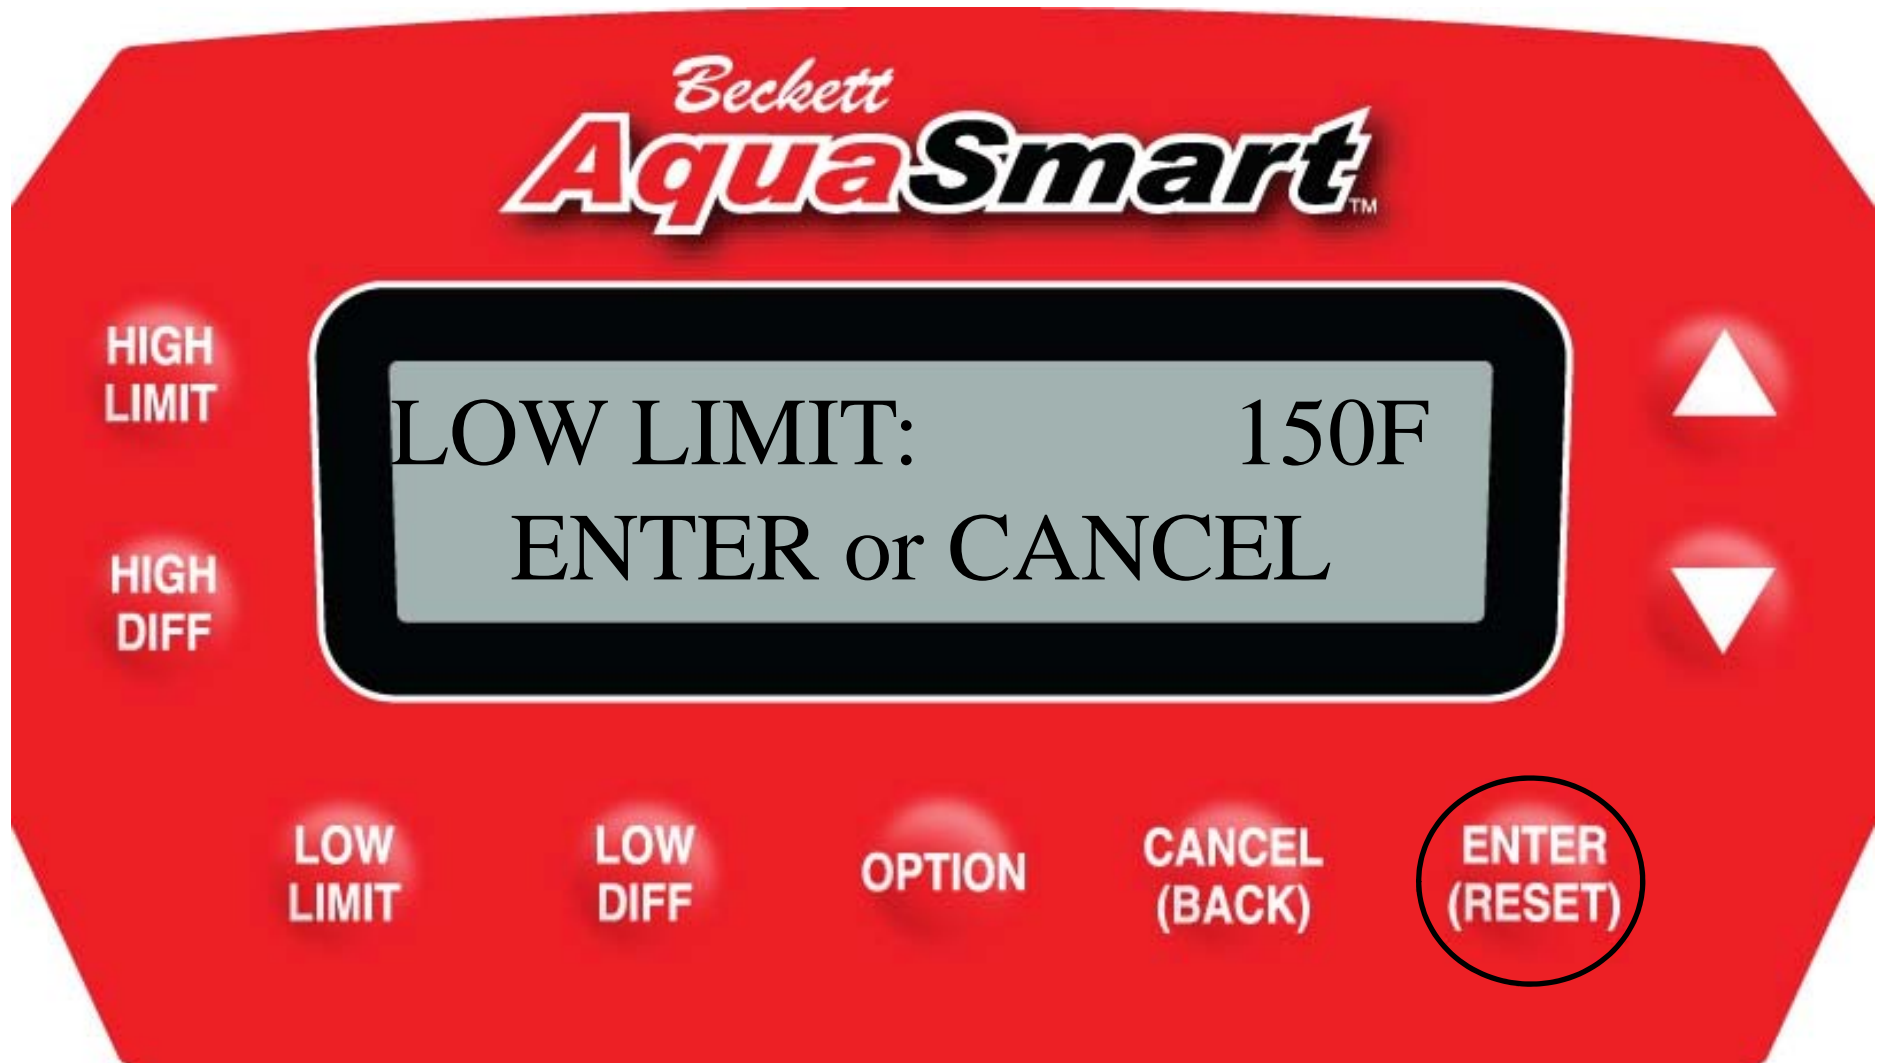 Beckett
AquaSmart™
HIGH
LIMIT
LOW LIMIT: 150F
ENTER or CANCEL
HIGH
DIFF
LOW
LIMIT
LOW
DIFF
OPTION
CANCEL
(BACK)
ENTER
(RESET)